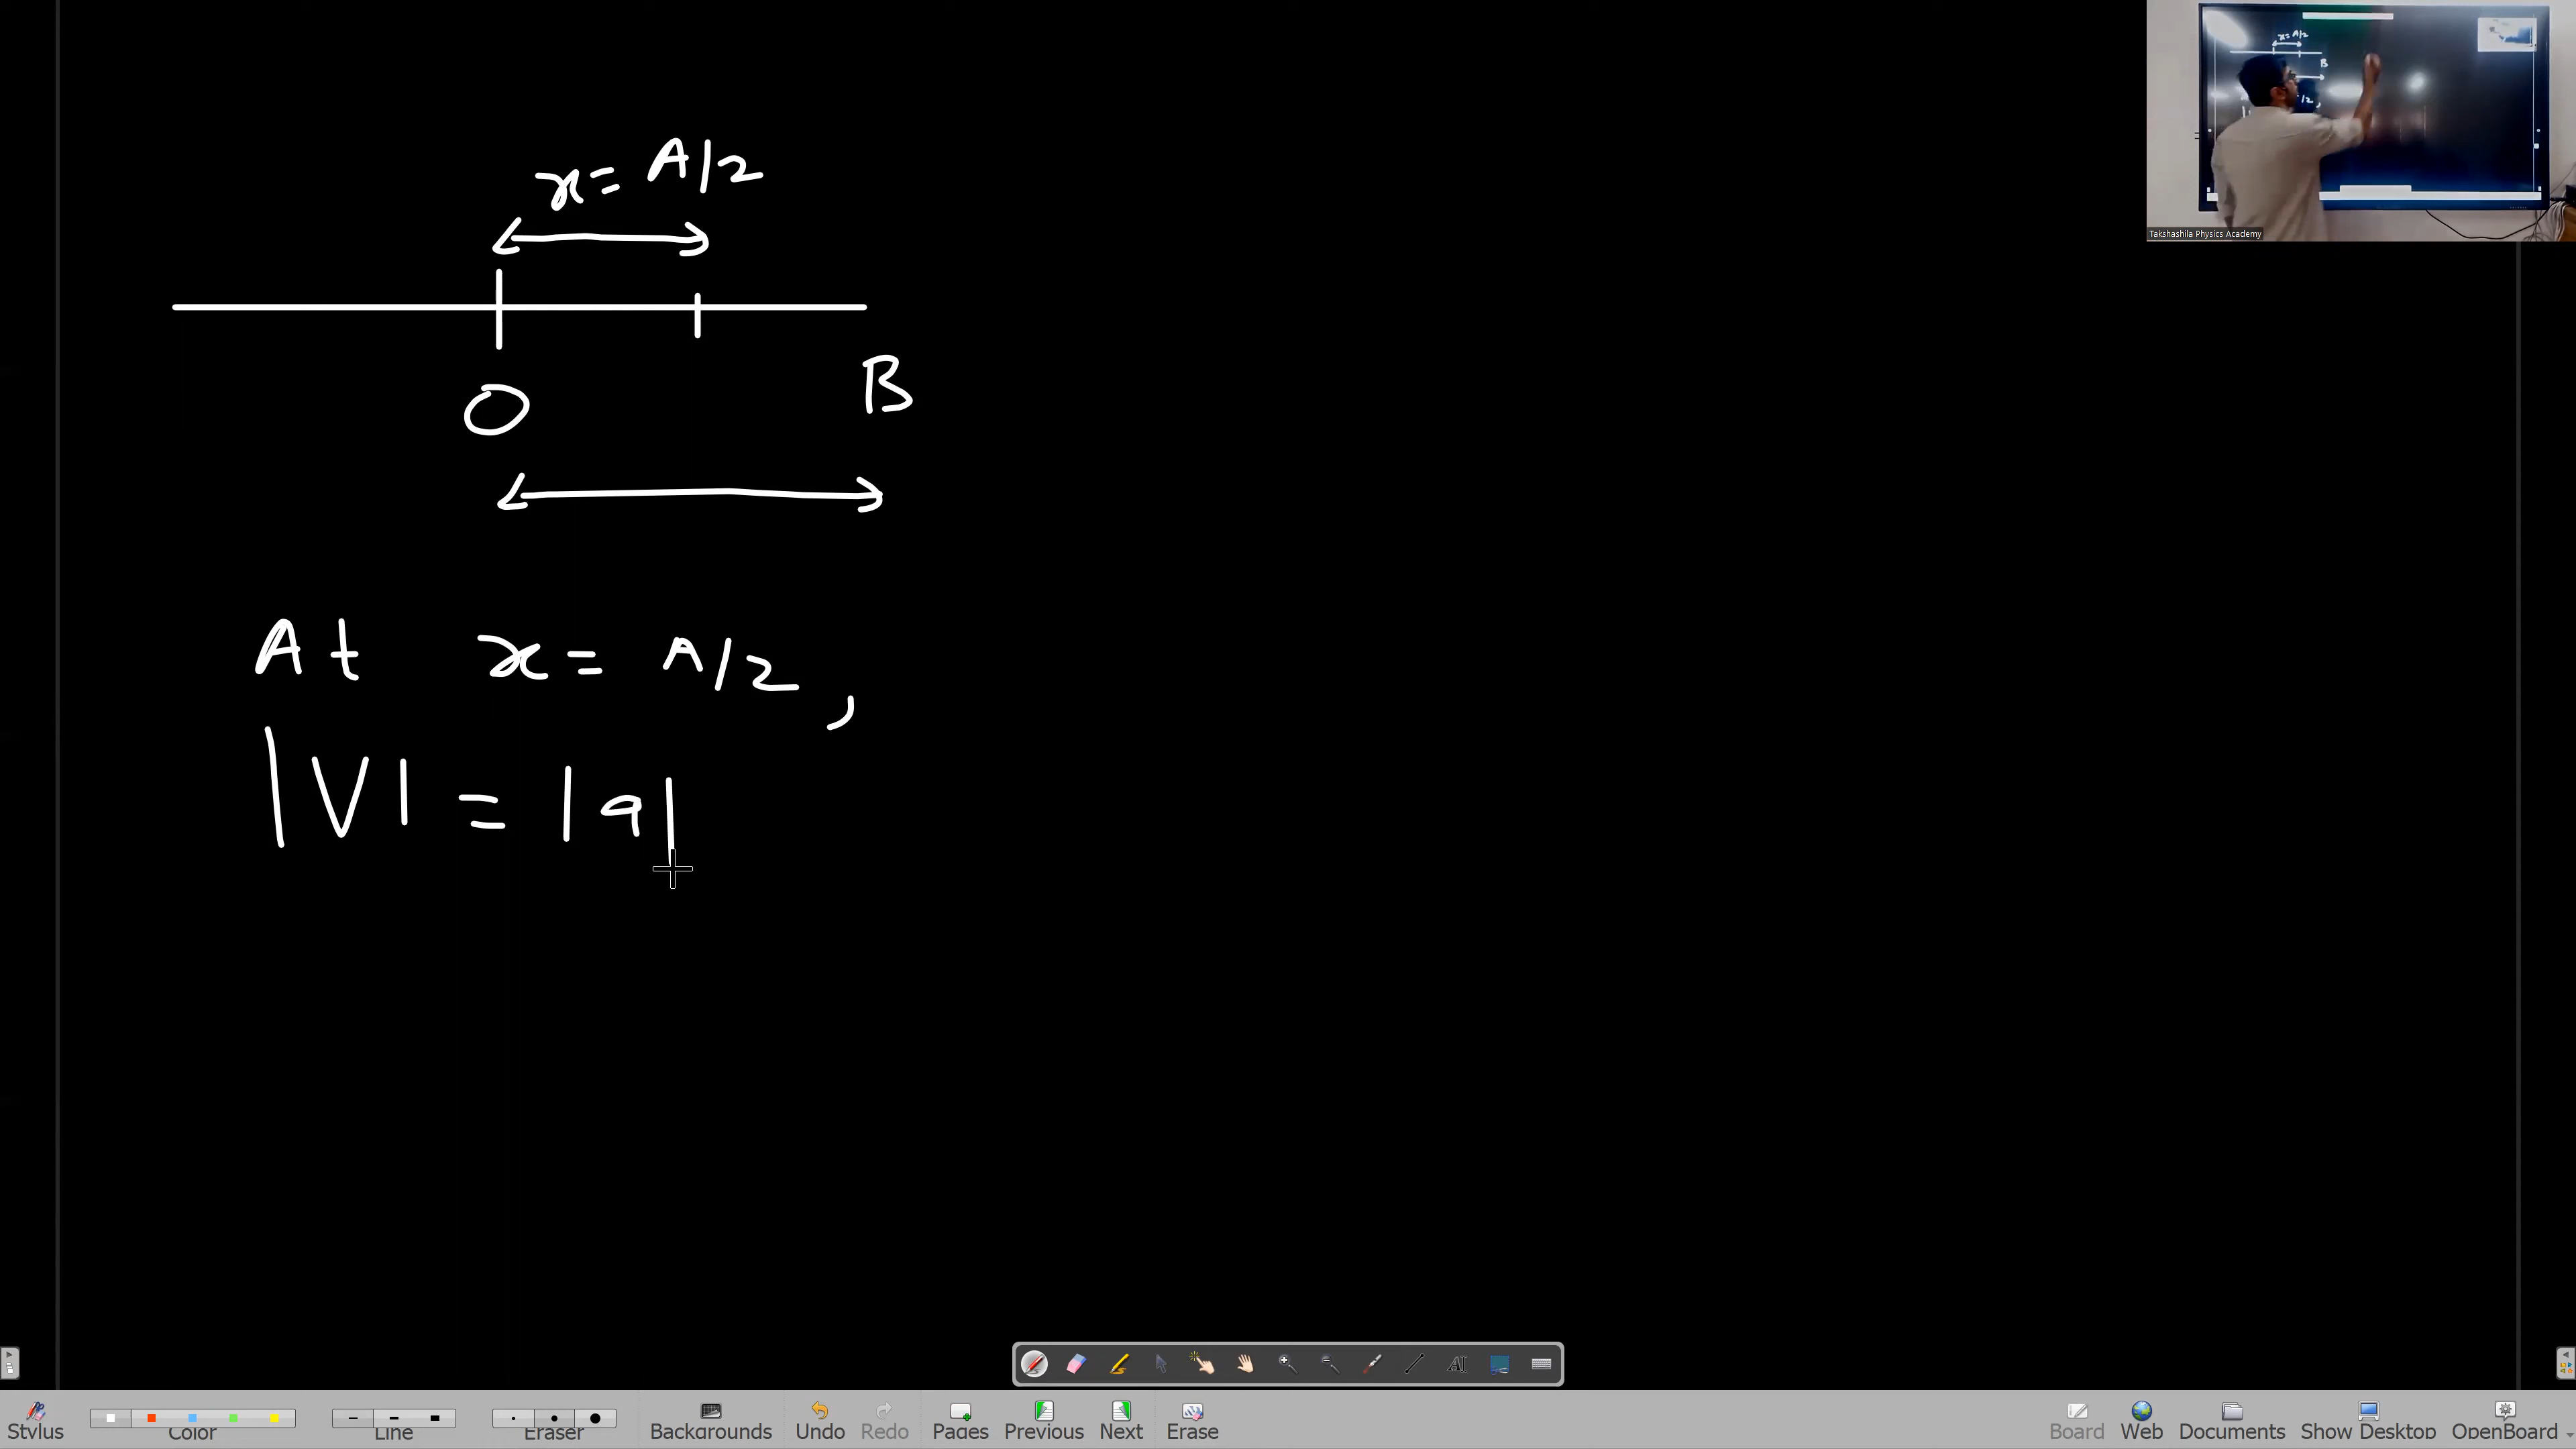 x = A/2
O
B
At x = A/2,
|V| = |a|
Takshashila Physics Academy
Stylus
Color
Line
Eraser
Backgrounds
Undo
Redo
Pages
Previous
Next
Erase
Board
Web
Documents
Show Desktop
OpenBoard